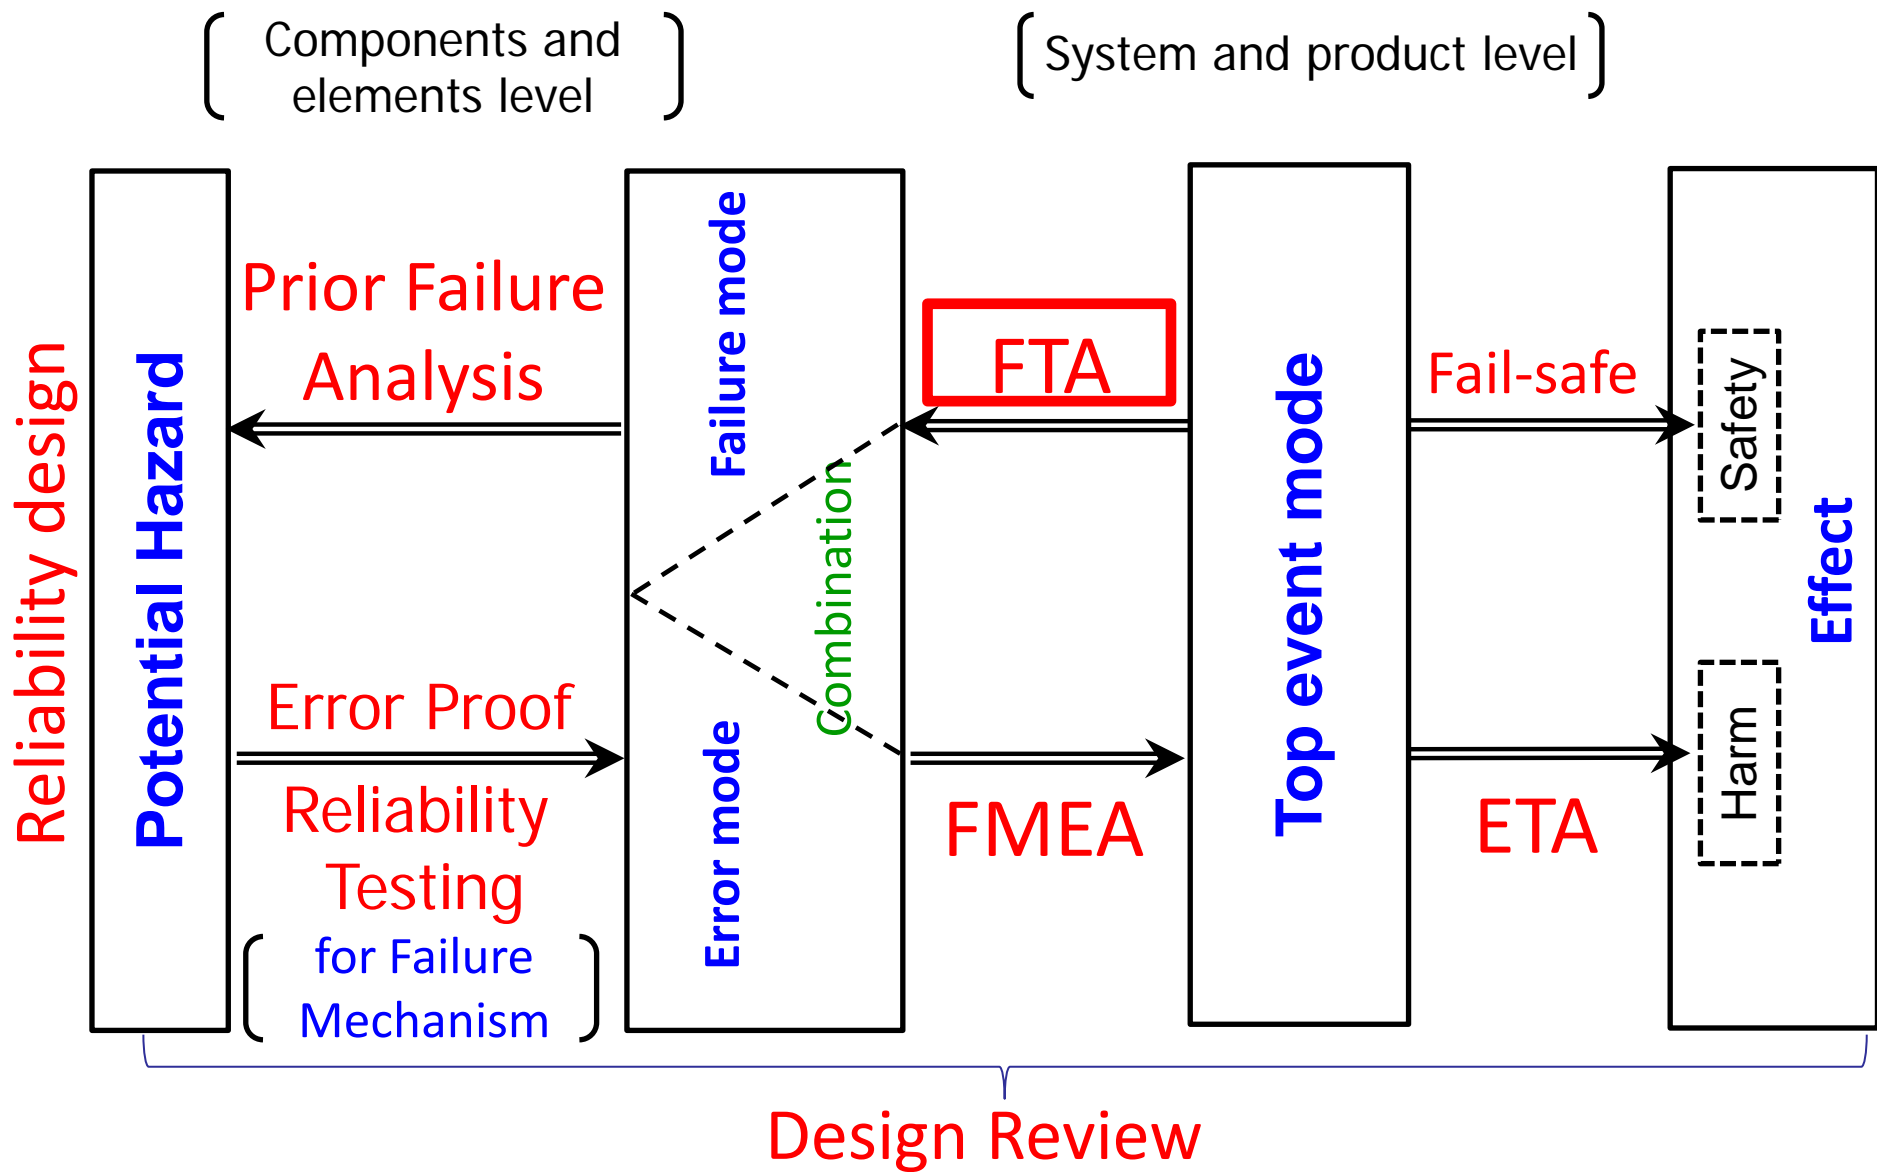 Components and
elements level
System and product level
Reliability design
Potential Hazard
Prior Failure
Analysis
Error Proof
Reliability
Testing
for Failure
Mechanism
Failure mode
Error mode
Combination
FTA
FMEA
Top event mode
Fail-safe
ETA
Safety
Harm
Effect
Design Review